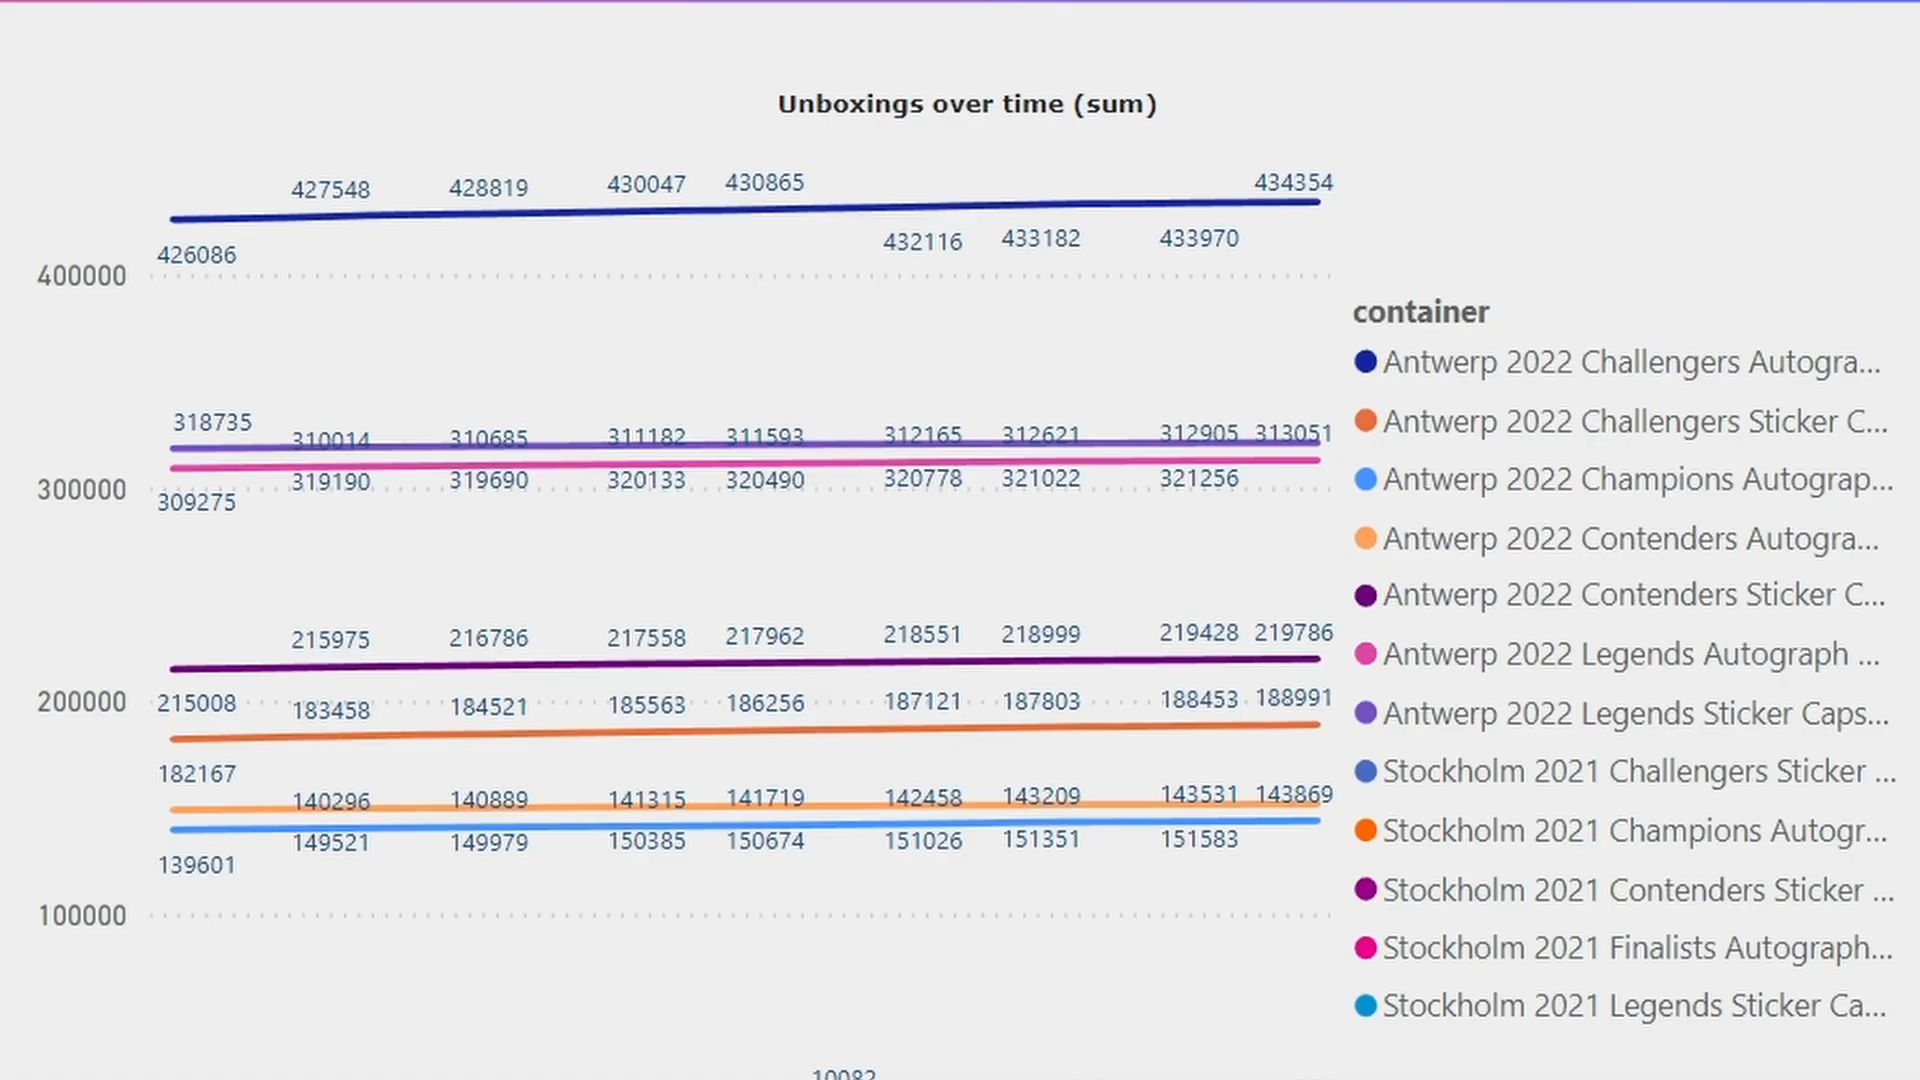 Unboxings over time (sum)
427548 428819 430047 430865 434354
426086 432116 433182 433970
400000
318735 310014 310685 311182 311593 312165 312621 312905 313051
319190 319690 320133 320490 320778 321022 321256
300000 309275
215975 216786 217558 217962 218551 218999 219428 219786
200000 215008 183458 184521 185563 186256 187121 187803 188453 188991
182167
140296 140889 141315 141719 142458 143209 143531 143869
149521 149979 150385 150674 151026 151351 151583
139601
100000
container
Antwerp 2022 Challengers Autogra...
Antwerp 2022 Challengers Sticker C...
Antwerp 2022 Champions Autograp...
Antwerp 2022 Contenders Autogra...
Antwerp 2022 Contenders Sticker C...
Antwerp 2022 Legends Autograph ...
Antwerp 2022 Legends Sticker Caps...
Stockholm 2021 Challengers Sticker ...
Stockholm 2021 Champions Autogr...
Stockholm 2021 Contenders Sticker ...
Stockholm 2021 Finalists Autograph...
Stockholm 2021 Legends Sticker Ca...
10082